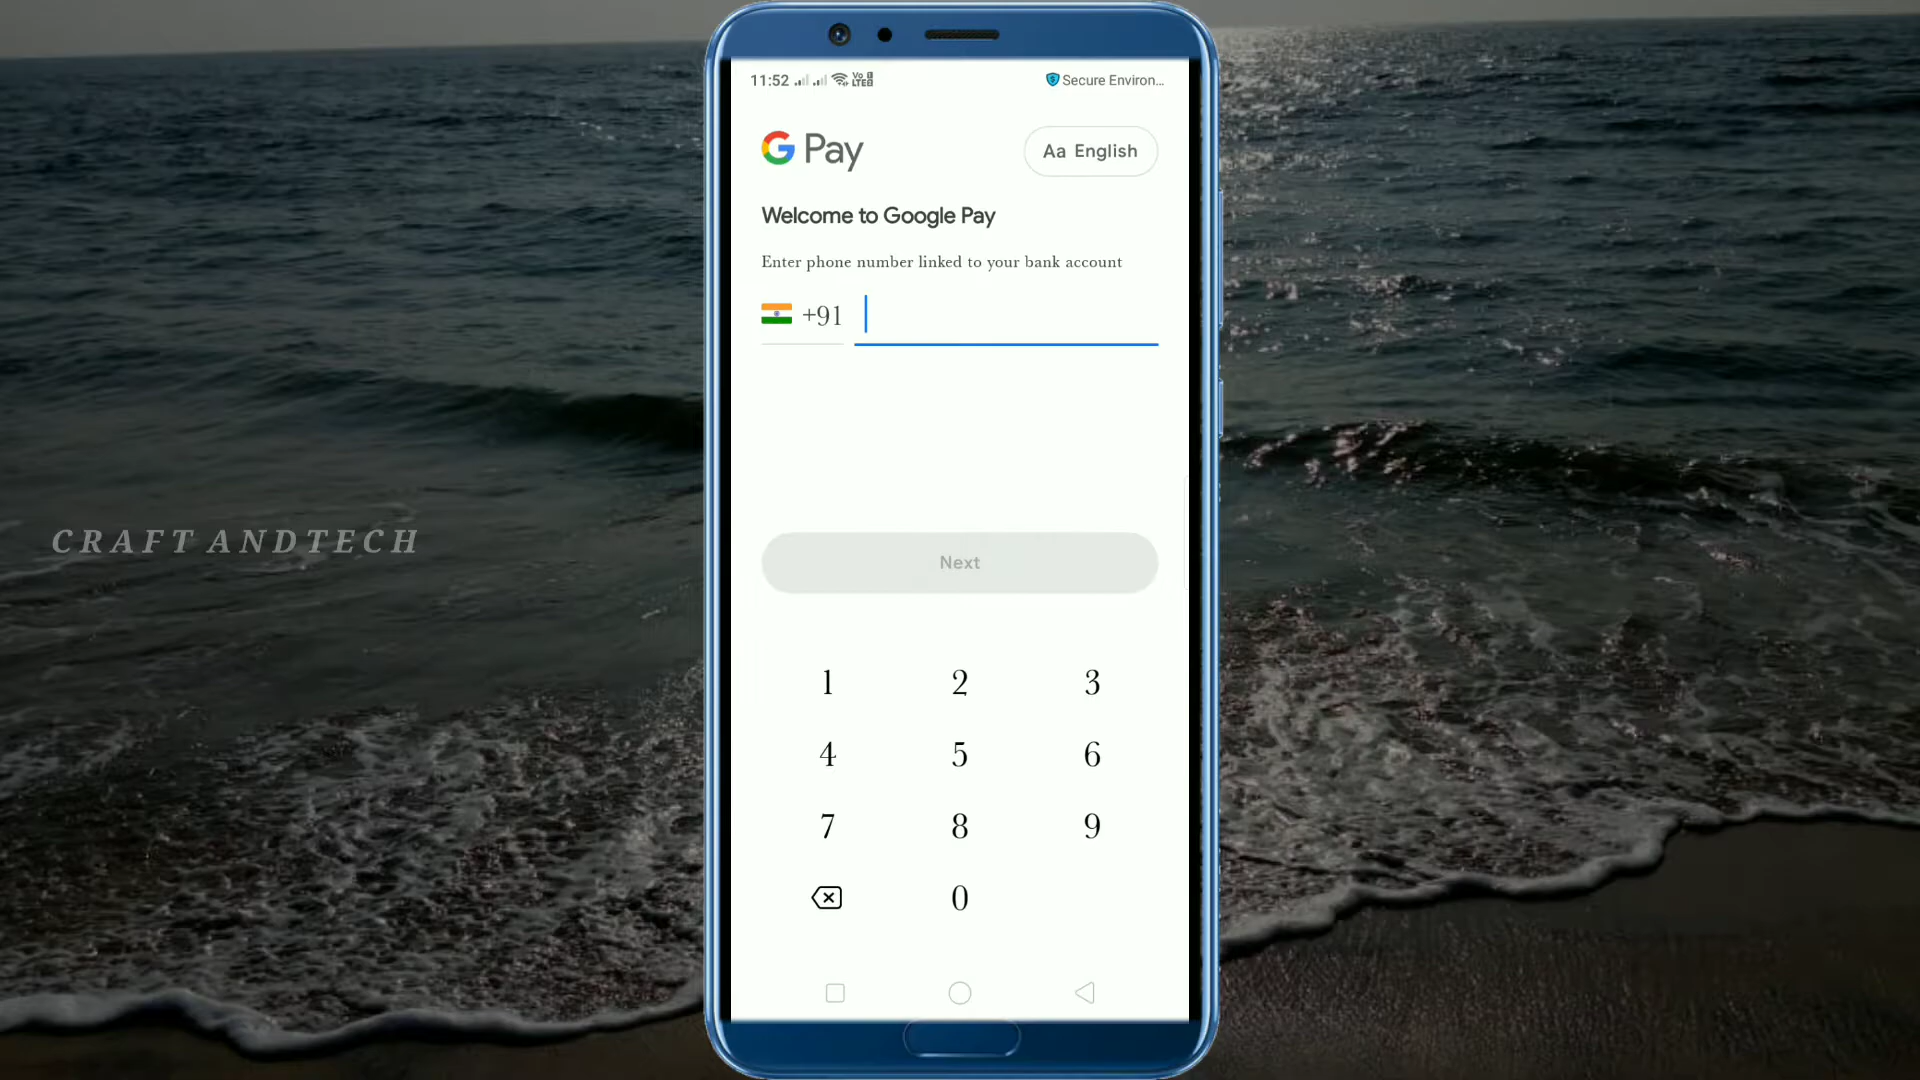 11:52
Secure Environ...
G Pay
Aa English
Welcome to Google Pay
Enter phone number linked to your bank account
+91
CRAFT ANDTECH
Next
1 2 3
4 5 6
7 8 9
0